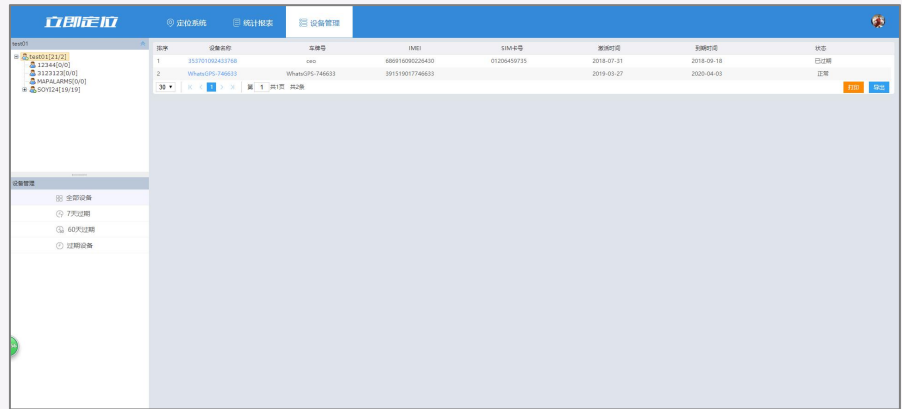 立即定位
定位系统 统计报表 设备管理
test01
test01[21/2]
12344[0/0]
3123123[0/0]
MAPALARMS[0/0]
SOYI24[19/19]
排序 设备名称 车牌号 IMEI SIM卡号 激活时间 到期时间 状态
1 353701092433768 ceo 686916090226430 01206459735 2018-07-31 2018-09-18 已过期
2 WhatsGPS-746633 WhatsGPS-746633 391519017746633 2019-03-27 2020-04-03 正常
30 1 第 1 共1页 共2条 打印 导出
设备管理
全部设备
7天过期
60天过期
过期设备